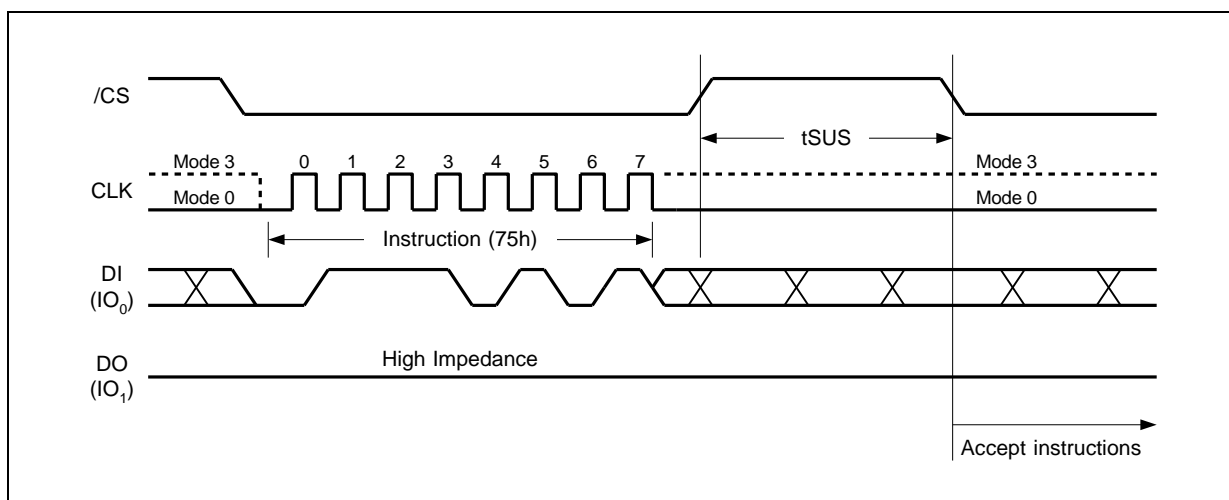 /CS
tSUS
Mode 3 0 1 2 3 4 5 6 7 Mode 3
CLK
Mode 0 Mode 0
Instruction (75h)
DI
(IO0)
High Impedance
DO
(IO1)
Accept instructions